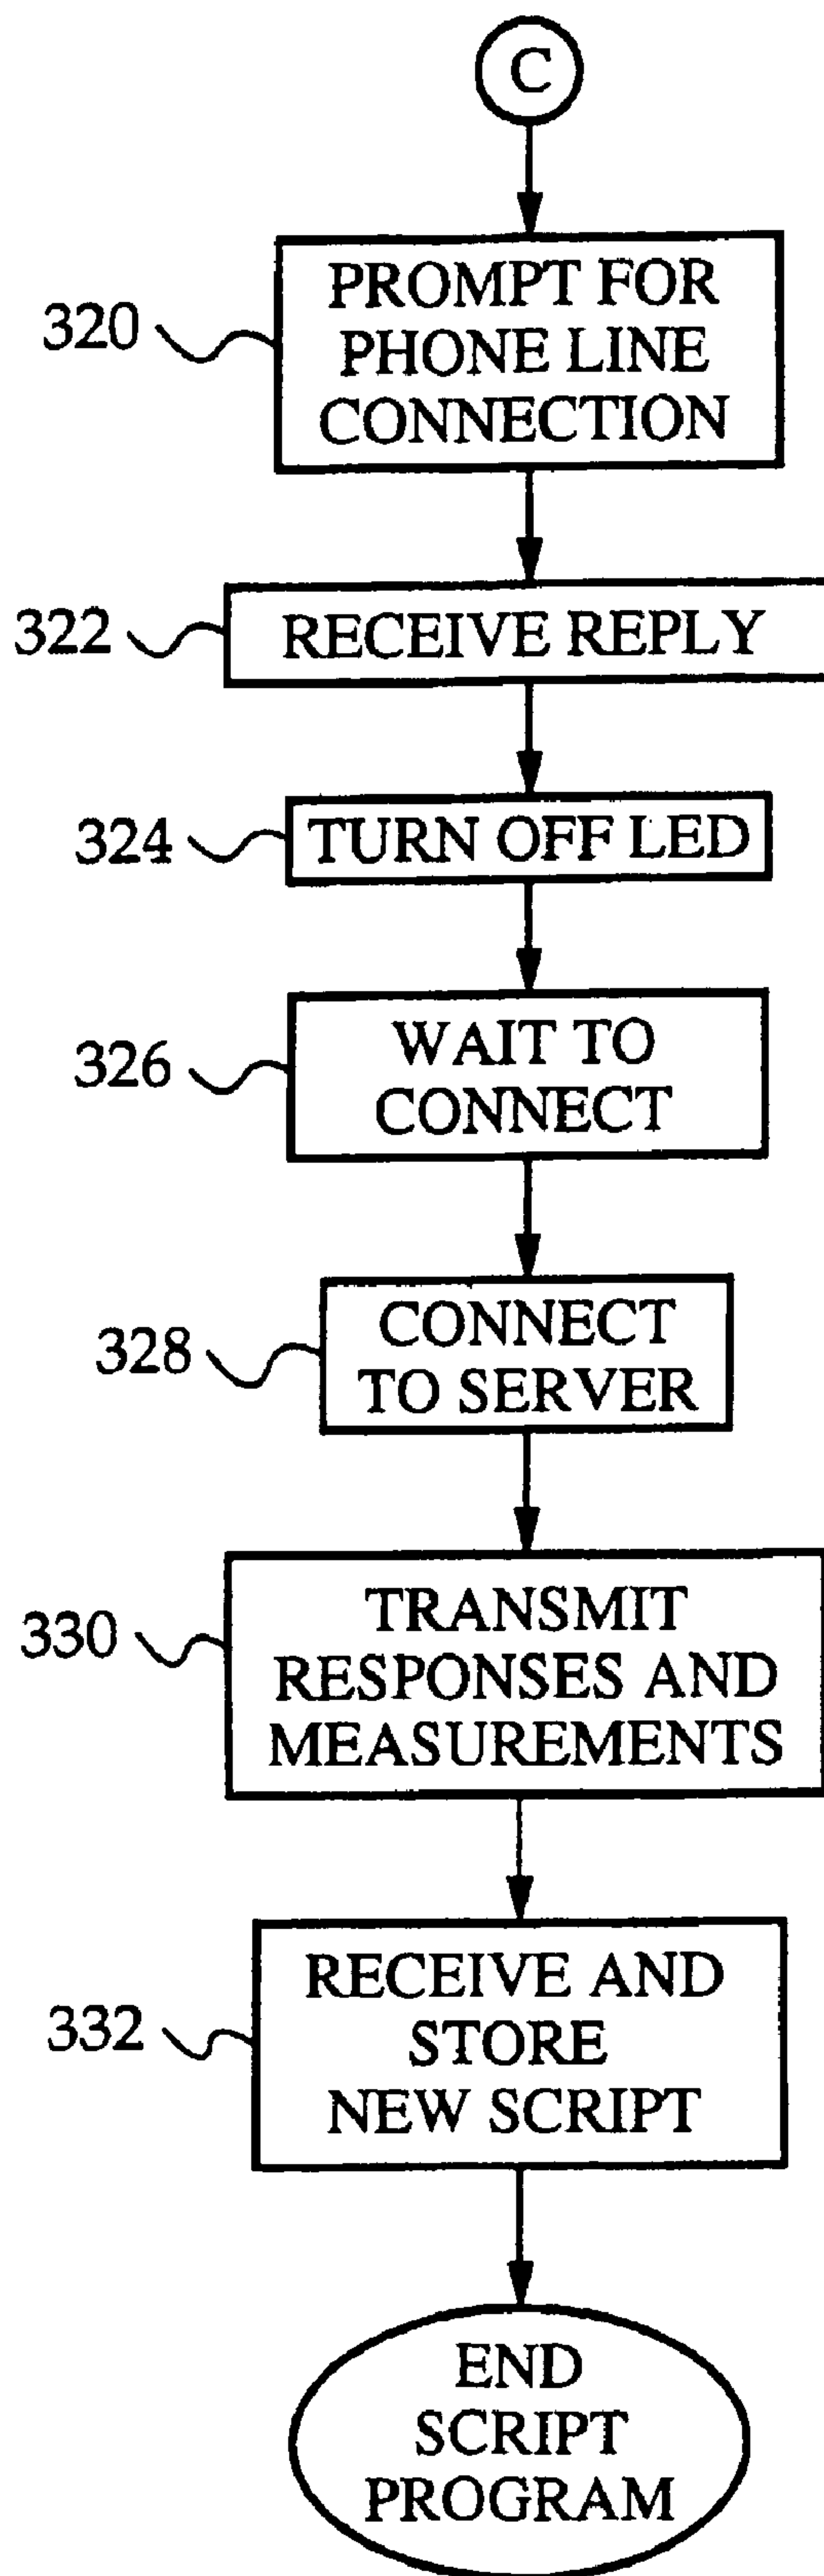 C
320
PROMPT FOR
PHONE LINE
CONNECTION
322
RECEIVE REPLY
324
TURN OFF LED
326
WAIT TO
CONNECT
328
CONNECT
TO SERVER
330
TRANSMIT
RESPONSES AND
MEASUREMENTS
332
RECEIVE AND
STORE
NEW SCRIPT
END
SCRIPT
PROGRAM